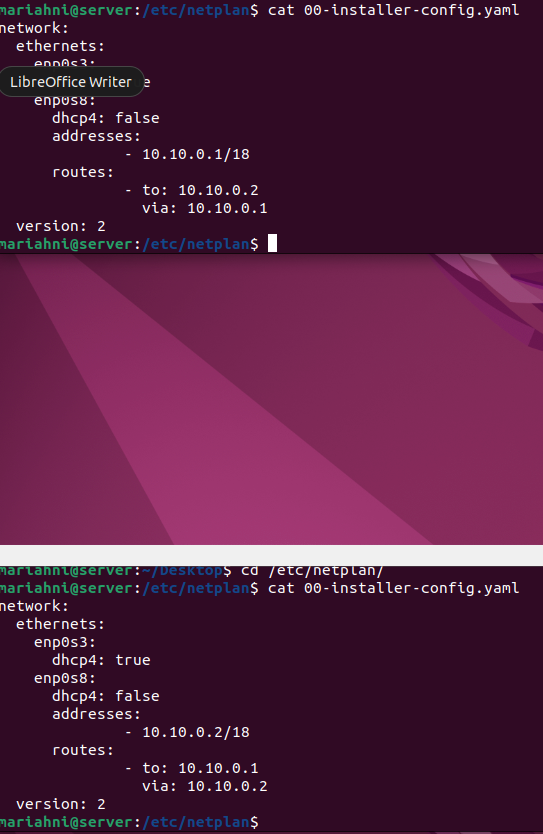 mariahni@server:/etc/netplan$ cat 00-installer-config.yaml
network:
  ethernets:
    enp0s3:
LibreOffice Writer e
    enp0s8:
      dhcp4: false
      addresses:
              - 10.10.0.1/18
      routes:
              - to: 10.10.0.2
                via: 10.10.0.1
  version: 2
mariahni@server:/etc/netplan$
mariahni@server:~/Desktop$ cd /etc/netplan/
mariahni@server:/etc/netplan$ cat 00-installer-config.yaml
network:
  ethernets:
    enp0s3:
      dhcp4: true
    enp0s8:
      dhcp4: false
      addresses:
              - 10.10.0.2/18
      routes:
              - to: 10.10.0.1
                via: 10.10.0.2
  version: 2
mariahni@server:/etc/netplan$